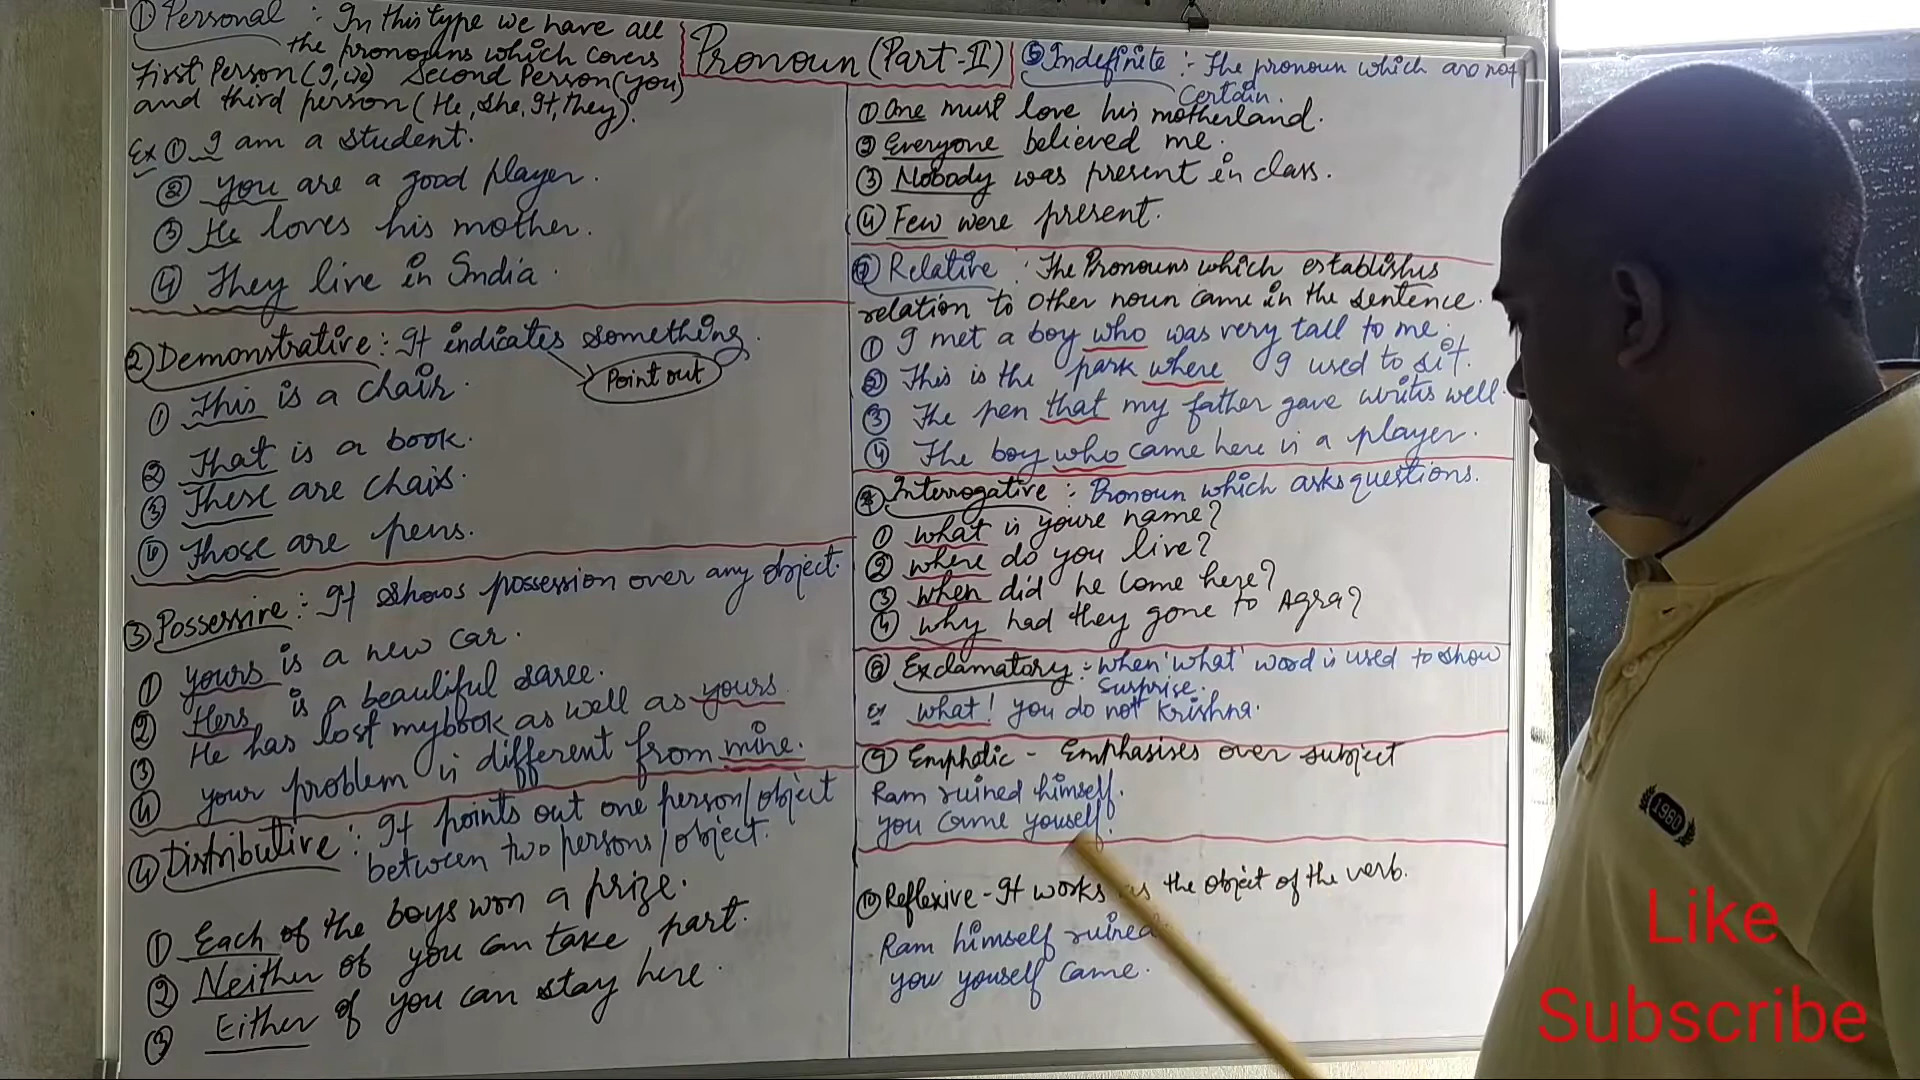 Pronoun (Part-II)
① Personal : In this type we have all
the pronouns which covers
First Person (I, we) Second Person (you)
and third person (He, She, It, they).
Ex ① I am a student.
② you are a good player.
③ He loves his mother.
④ They live in India.
② Demonstrative : It indicates something.
Point out
① This is a chair.
② That is a book.
③ These are chairs.
④ Those are pens.
③ Possessive : It shows possession over any object.
① yours is a new car.
② Hers is a beautiful saree.
③ He has lost my book as well as yours.
④ your problem is different from mine.
④ Distributive : It points out one person/object
between two persons/object.
① Each of the boys won a prize.
② Neither of you can take part.
③ Either of you can stay here.
⑤ Indefinite :- The pronoun which are not
Certain.
① One must love his motherland.
② Everyone believed me.
③ Nobody was present in class.
④ Few were present.
Relative : The Pronouns which establishes
relation to other noun came in the sentence.
① I met a boy who was very tall to me.
② This is the park where I used to sit.
③ The pen that my father gave writes well.
④ The boy who came here is a player.
Interrogative : Pronoun which asks questions.
① what is youre name?
② where do you live?
③ when did he come here?
④ why had they gone to Agra?
⑧ Exclamatory :- when 'what' word is used to show
surprise.
Ex what! you do not Krishna.
⑨ Emphatic - Emphasises over subject
Ram ruined himself.
you came youself.
⑩ Reflexive - It works as the object of the verb.
Ram himself ruined.
you youself came.
1960
Like
Subscribe